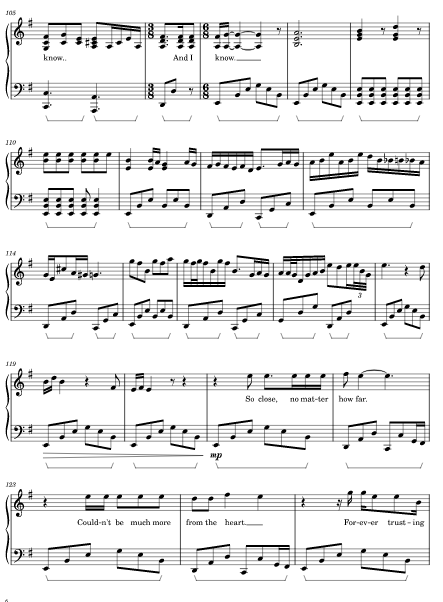 105
know..
And I
know.
110
114
3
119
So close, no mat-ter how far.
mp
123
Could-n't be much more from the heart.
For-ev-er trust-ing
6